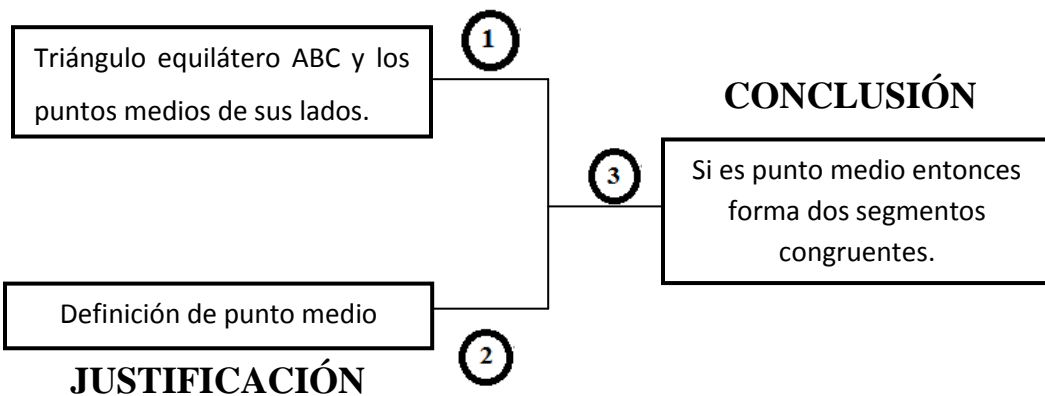 1
Triángulo equilátero ABC y los
puntos medios de sus lados.
CONCLUSIÓN
3
Si es punto medio entonces
forma dos segmentos
congruentes.
Definición de punto medio
2
JUSTIFICACIÓN